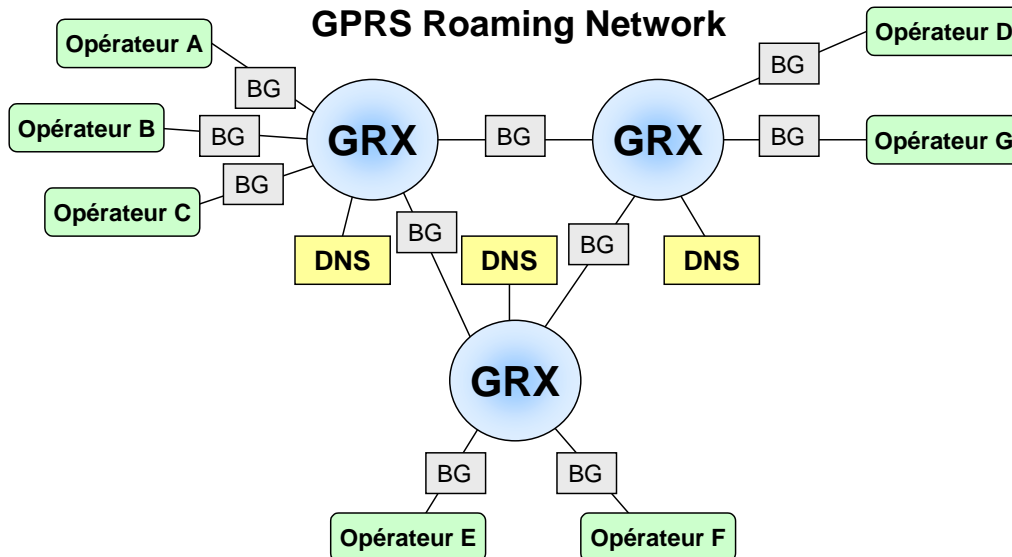 GPRS Roaming Network
Opérateur A
Opérateur D
BG
BG
Opérateur B
BG
GRX
BG
GRX
BG
Opérateur G
BG
Opérateur C
BG
BG
DNS
DNS
DNS
GRX
BG
BG
Opérateur E
Opérateur F